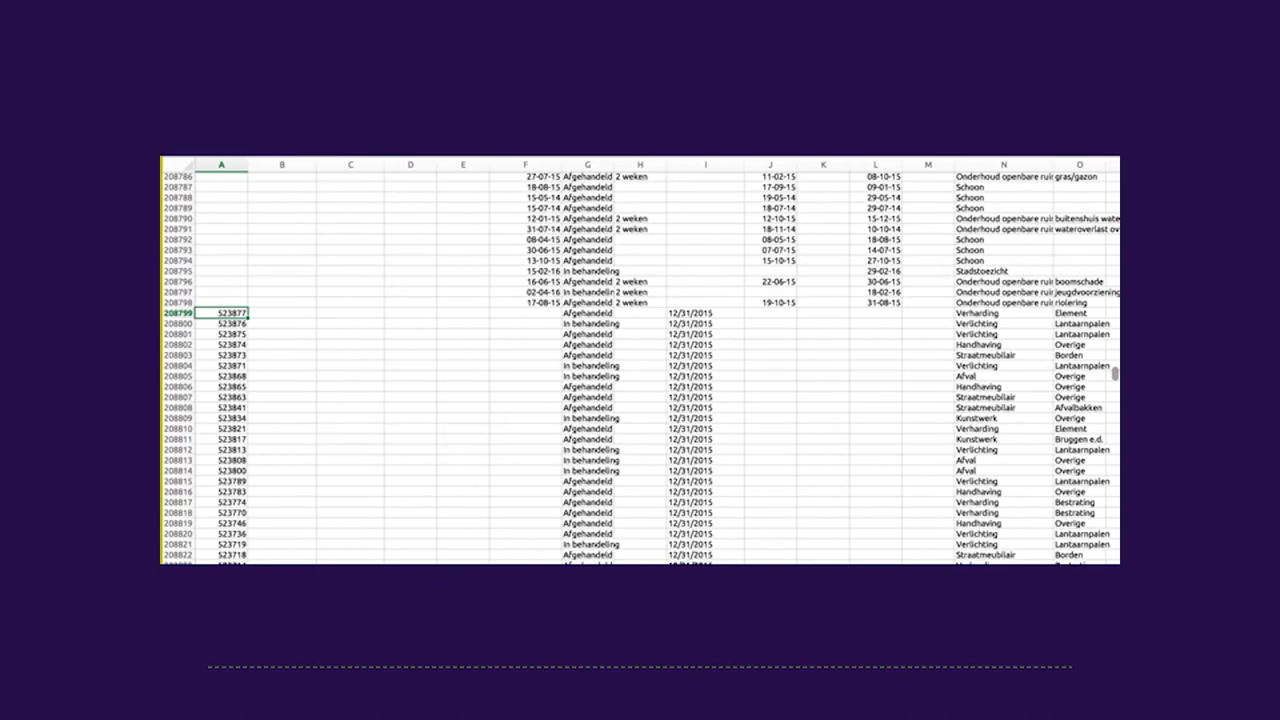 A B C D E F G H I J K L M N O
208786 27-07-15 Afgehandeld 2 weken 11-02-15 08-10-15 Onderhoud openbare ruir gras/gazon
208787 18-08-15 Afgehandeld 17-09-15 09-01-15 Schoon
208788 15-05-14 Afgehandeld 19-05-14 29-05-14 Schoon
208789 15-07-14 Afgehandeld 18-07-14 29-07-14 Schoon
208790 12-01-15 Afgehandeld 2 weken 12-10-15 15-12-15 Onderhoud openbare ruir buitenshuis wate
208791 31-07-14 Afgehandeld 2 weken 18-11-14 10-10-14 Onderhoud openbare ruir wateroverlast ov
208792 08-04-15 Afgehandeld 08-05-15 18-08-15 Schoon
208793 30-06-15 Afgehandeld 07-07-15 14-07-15 Schoon
208794 13-10-15 Afgehandeld 15-10-15 27-10-15 Schoon
208795 15-02-16 In behandeling 29-02-16 Stadstoezicht
208796 16-06-15 Afgehandeld 2 weken 22-06-15 30-06-15 Onderhoud openbare ruir boomschade
208797 02-04-16 In behandelin 2 weken 18-02-16 Onderhoud openbare ruir jeugdvoorziening
208798 17-08-15 Afgehandeld 2 weken 19-10-15 31-08-15 Onderhoud openbare ruir riolering
208799 523877 Afgehandeld 12/31/2015 Verharding Element
208800 523876 In behandeling 12/31/2015 Verlichting Lantaarnpalen
208801 523875 Afgehandeld 12/31/2015 Verlichting Lantaarnpalen
208802 523874 Afgehandeld 12/31/2015 Handhaving Overige
208803 523873 Afgehandeld 12/31/2015 Straatmeubilair Borden
208804 523871 In behandeling 12/31/2015 Verlichting Lantaarnpalen
208805 523868 In behandeling 12/31/2015 Afval Overige
208806 523865 Afgehandeld 12/31/2015 Handhaving Overige
208807 523863 Afgehandeld 12/31/2015 Straatmeubilair Overige
208808 523841 Afgehandeld 12/31/2015 Straatmeubilair Afvalbakken
208809 523834 In behandeling 12/31/2015 Kunstwerk Overige
208810 523821 Afgehandeld 12/31/2015 Verharding Element
208811 523817 Afgehandeld 12/31/2015 Kunstwerk Bruggen e.d.
208812 523813 In behandeling 12/31/2015 Verlichting Lantaarnpalen
208813 523808 Afgehandeld 12/31/2015 Afval Overige
208814 523800 In behandeling 12/31/2015 Afval Overige
208815 523789 Afgehandeld 12/31/2015 Verlichting Lantaarnpalen
208816 523783 Afgehandeld 12/31/2015 Handhaving Overige
208817 523774 Afgehandeld 12/31/2015 Verharding Bestrating
208818 523770 Afgehandeld 12/31/2015 Verharding Bestrating
208819 523746 Afgehandeld 12/31/2015 Handhaving Overige
208820 523736 Afgehandeld 12/31/2015 Verlichting Lantaarnpalen
208821 523719 In behandeling 12/31/2015 Verlichting Lantaarnpalen
208822 523718 Afgehandeld 12/31/2015 Straatmeubilair Borden